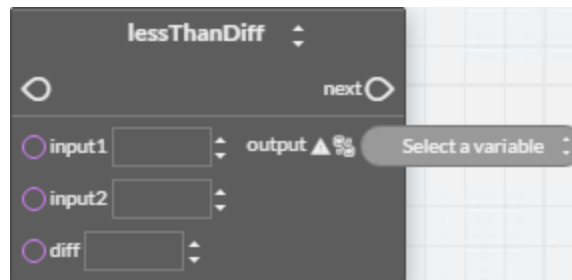 lessThanDiff
next
input1 output Select a variable
input2
diff